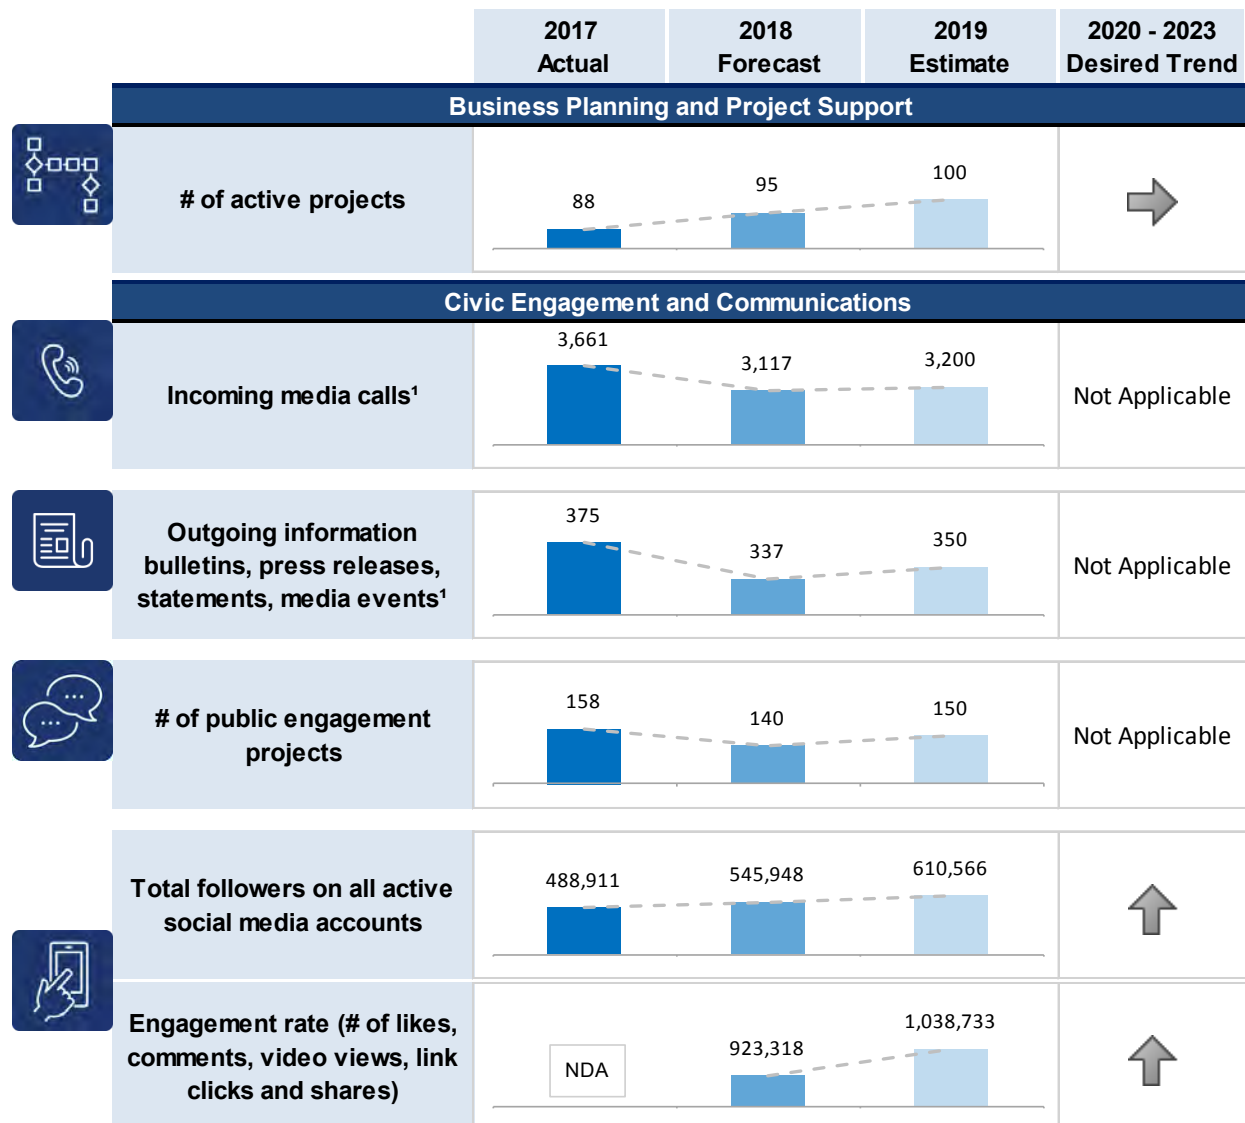 2017 Actual
2018 Forecast
2019 Estimate
2020 - 2023 Desired Trend
Business Planning and Project Support
# of active projects
88
95
100
Civic Engagement and Communications
Incoming media calls¹
3,661
3,117
3,200
Not Applicable
Outgoing information
bulletins, press releases,
statements, media events¹
375
337
350
Not Applicable
# of public engagement
projects
158
140
150
Not Applicable
Total followers on all active
social media accounts
488,911
545,948
610,566
Engagement rate (# of likes,
comments, video views, link
clicks and shares)
NDA
923,318
1,038,733